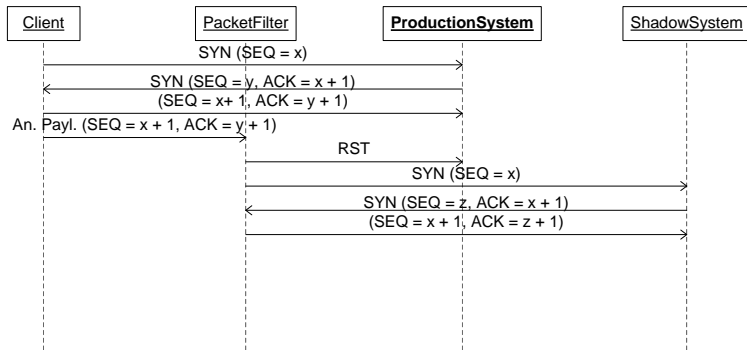 Client
PacketFilter
ProductionSystem
ShadowSystem
SYN (SEQ = x)
SYN (SEQ = y, ACK = x + 1)
(SEQ = x+ 1, ACK = y + 1)
An. Payl. (SEQ = x + 1, ACK = y + 1)
RST
SYN (SEQ = x)
SYN (SEQ = z, ACK = x + 1)
(SEQ = x + 1, ACK = z + 1)